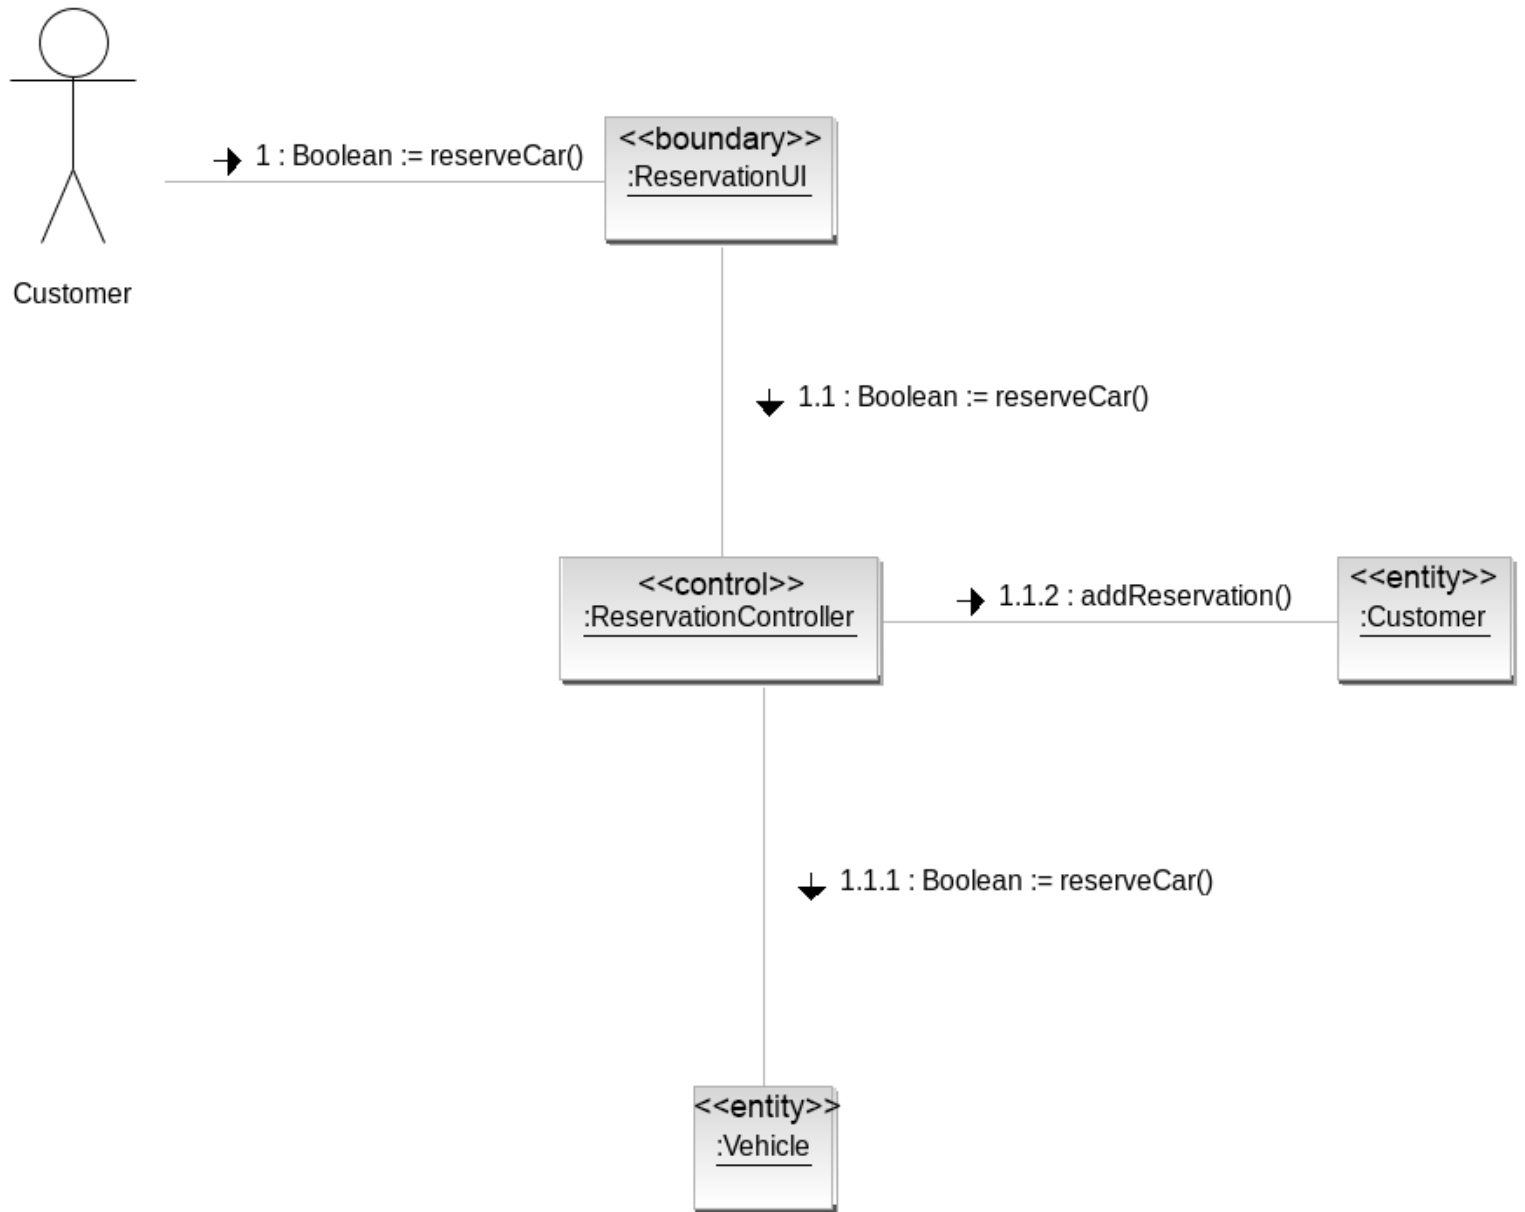 1 : Boolean := reserveCar()
<<boundary>>
:ReservationUI
Customer
1.1 : Boolean := reserveCar()
<<control>>
:ReservationController
1.1.2 : addReservation()
<<entity>>
:Customer
1.1.1 : Boolean := reserveCar()
<<entity>>
:Vehicle